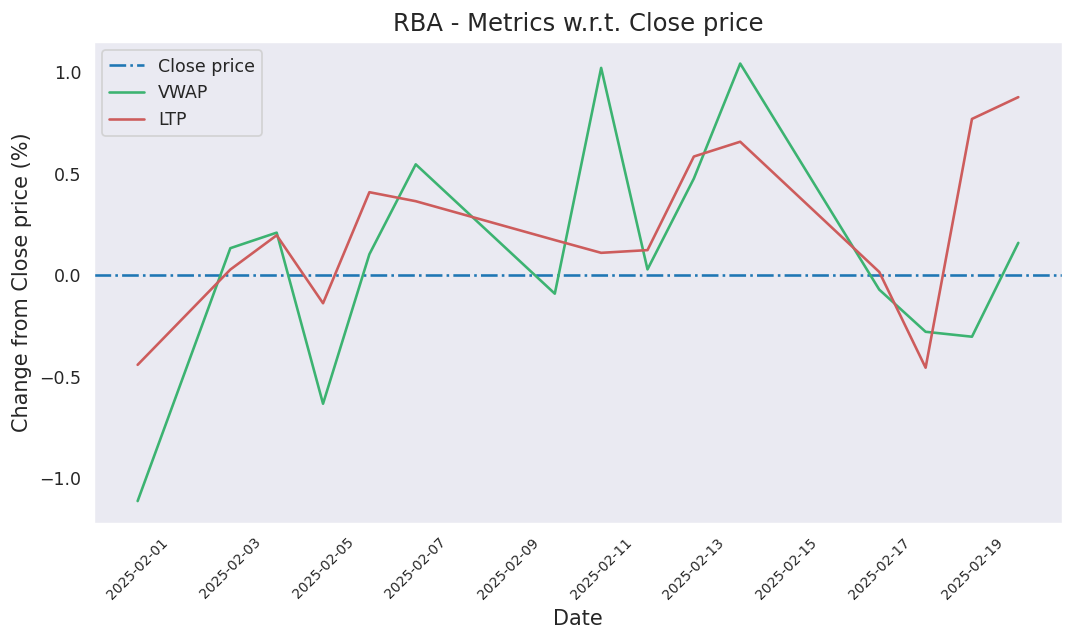 RBA - Metrics w.r.t. Close price
Close price
VWAP
LTP
Change from Close price (%)
1.0
0.5
0.0
−0.5
−1.0
2025-02-01
2025-02-03
2025-02-05
2025-02-07
2025-02-09
2025-02-11
2025-02-13
2025-02-15
2025-02-17
2025-02-19
Date